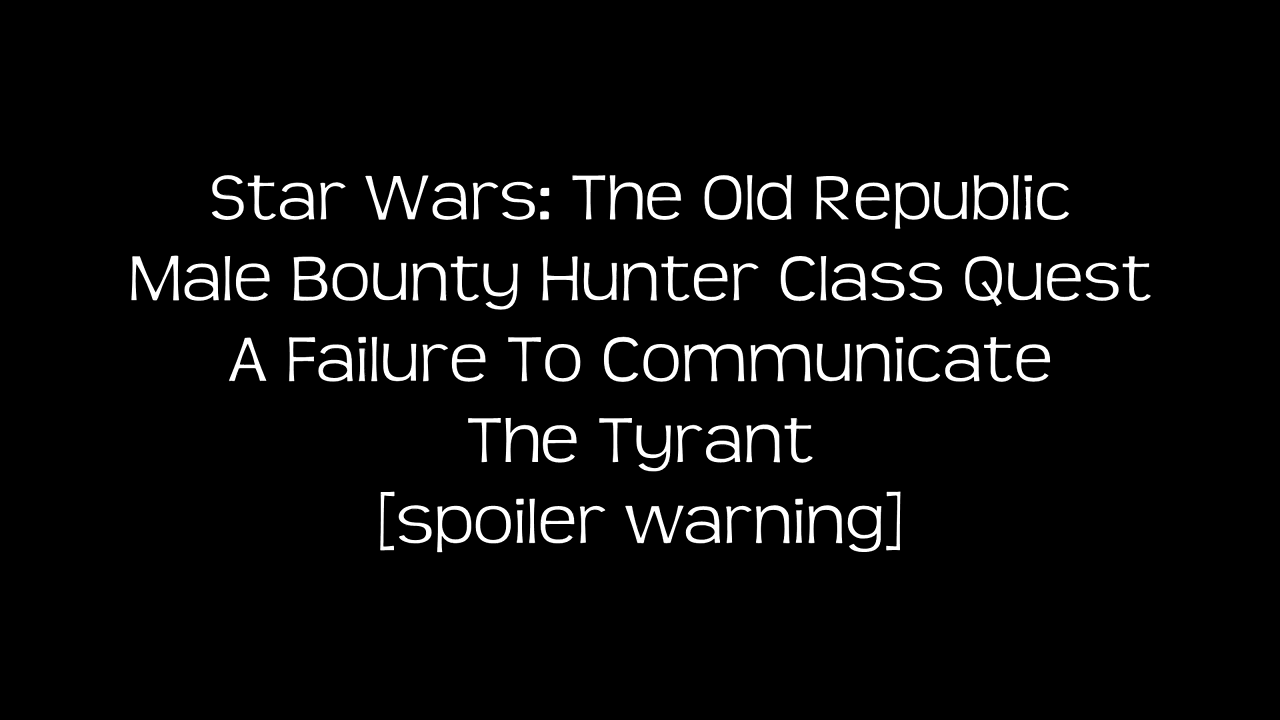 Star Wars: The Old Republic
Male Bounty Hunter Class Quest
A Failure To Communicate
The Tyrant
[spoiler warning]